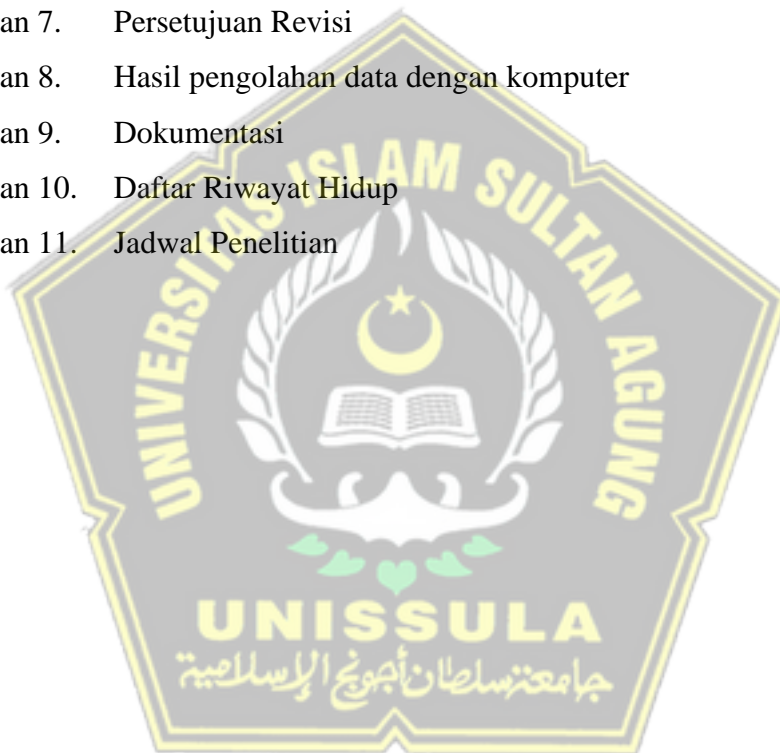 an 7. Persetujuan Revisi
an 8. Hasil pengolahan data dengan komputer
an 9. Dokumentasi
an 10. Daftar Riwayat Hidup
an 11. Jadwal Penelitian
UNIVERSITAS ISLAM SULTAN AGUNG
UNISSULA
جامعة سلطان أجونج الإسلامية